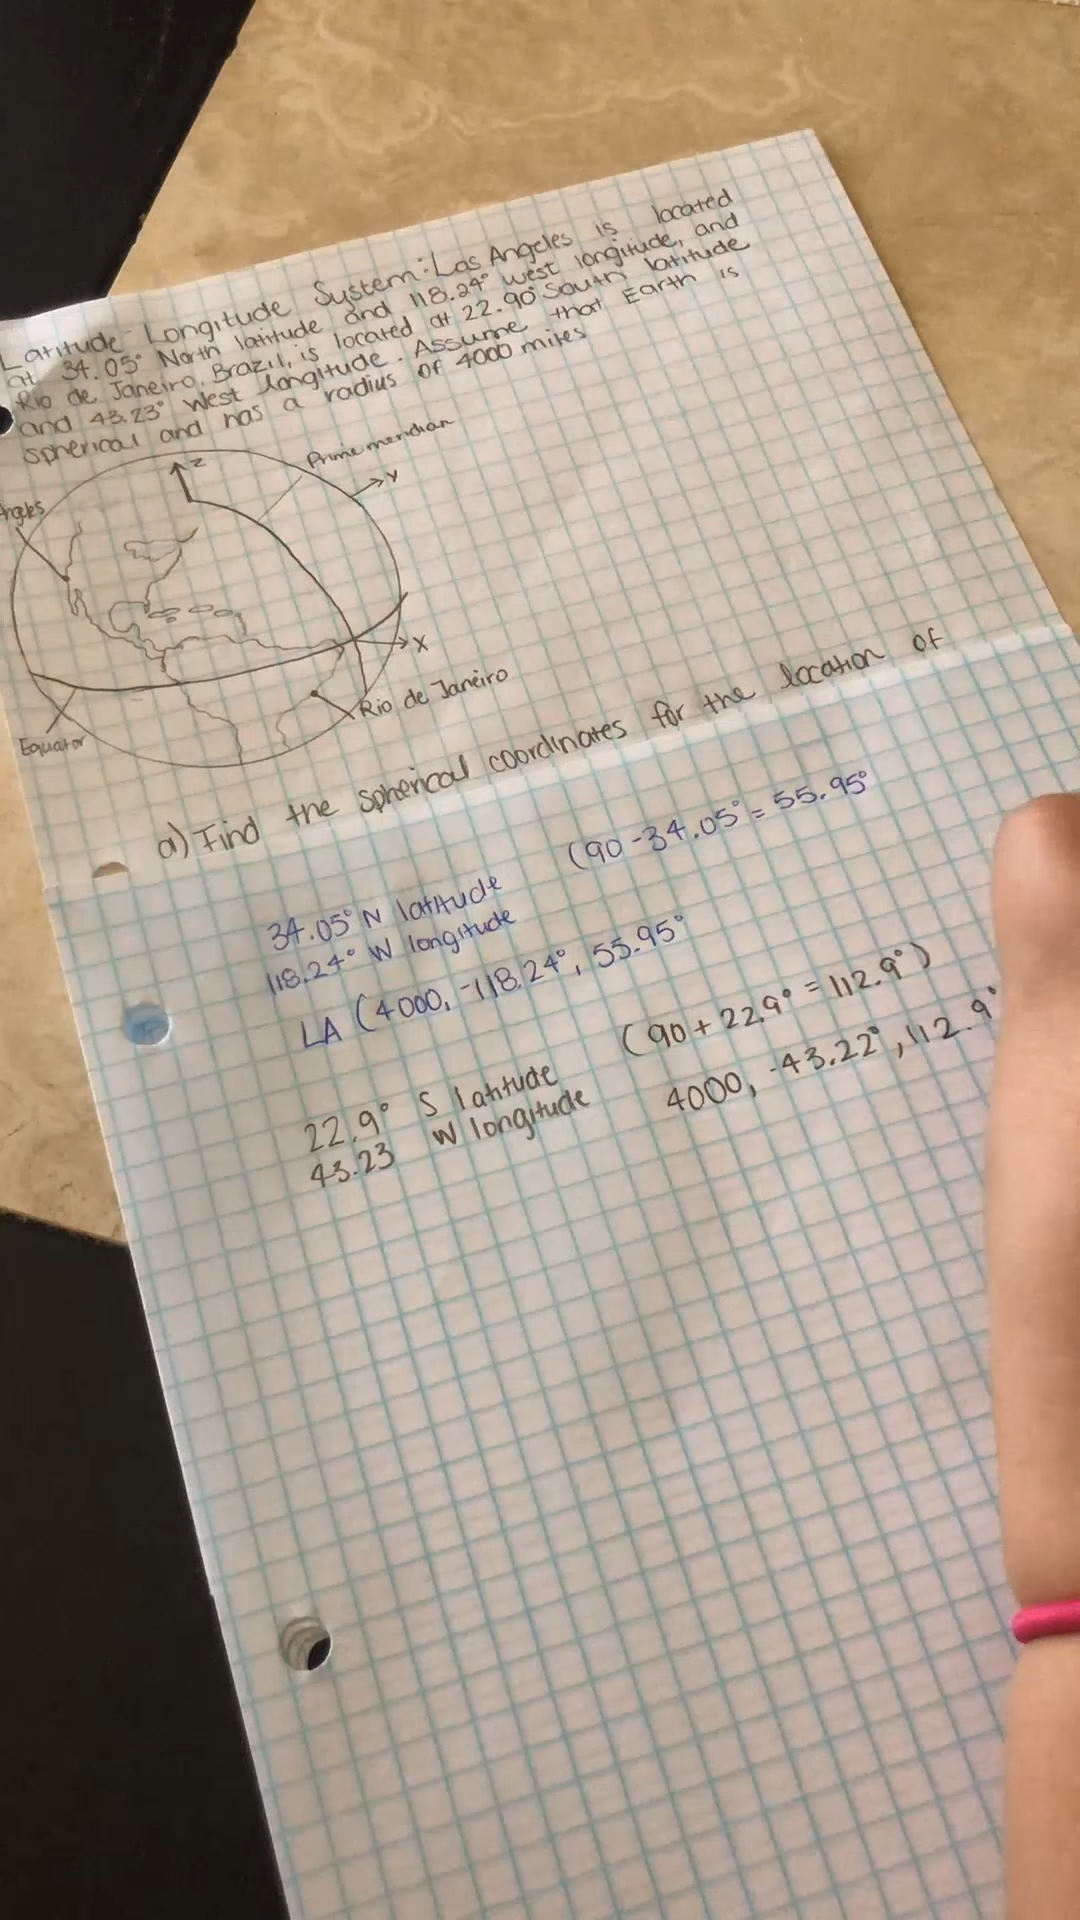 Latitude-Longitude System: Los Angeles is located
at 34.05° North latitude and 118.24° west longitude, and
Rio de Janeiro, Brazil, is located at 22.90° South latitude
and 43.23° West longitude. Assume that Earth is
spherical and has a radius of 4000 miles
Prime meridian
z
Y
Angeles
X
Rio de Janeiro
Equator
a) Find the spherical coordinates for the location of
34.05° N latitude (90-34.05° = 55.95°
118.24° W longitude
LA (4000, -118.24°, 55.95°
22.9° S latitude (90 + 22.9° = 112.9°)
43.23 W longitude 4000, -43.22°, 112.9°